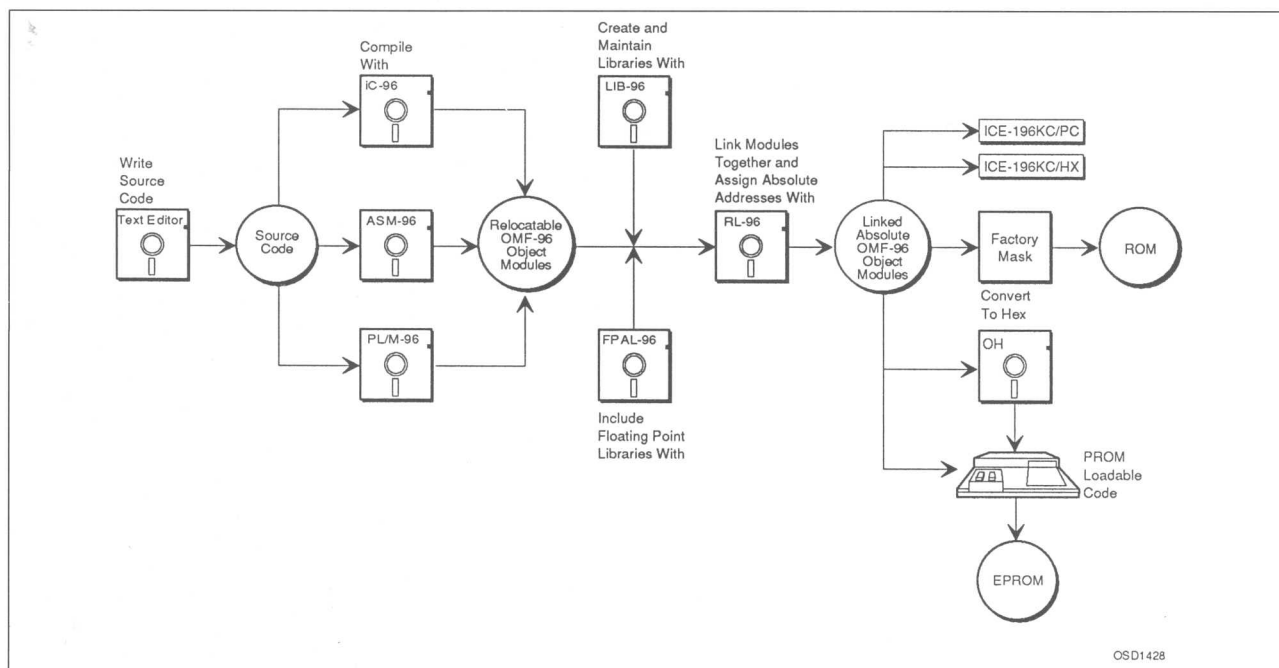 Write
Source
Code
Text Editor
Source
Code
Compile
With
iC-96
ASM-96
PL/M-96
Relocatable
OMF-96
Object
Modules
Create and
Maintain
Libraries With
LIB-96
FPAL-96
Include
Floating Point
Libraries With
Link Modules
Together and
Assign Absolute
Addresses With
RL-96
Linked
Absolute
OMF-96
Object
Modules
ICE-196KC/PC
ICE-196KC/HX
Factory
Mask
ROM
Convert
To Hex
OH
PROM
Loadable
Code
EPROM
OSD1428